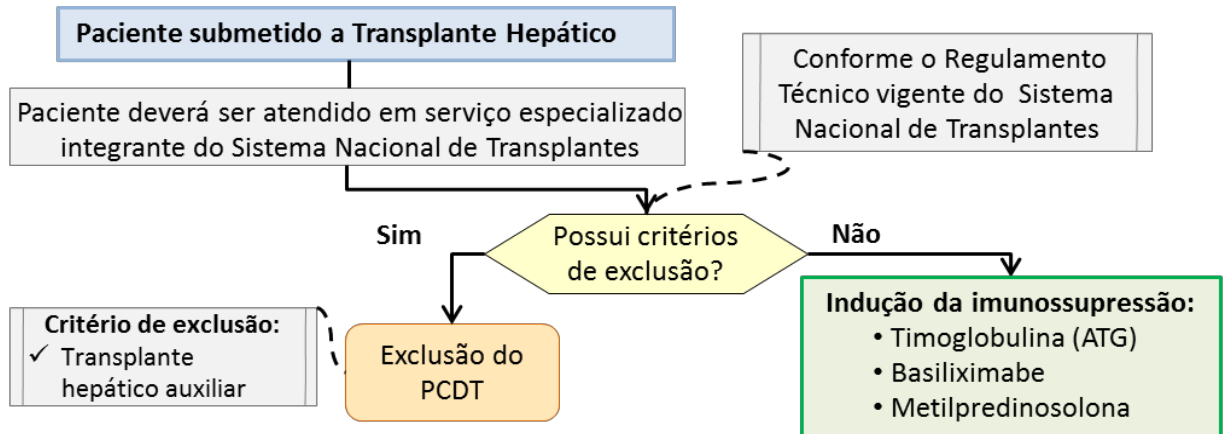 Paciente submetido a Transplante Hepático
Conforme o Regulamento
Técnico vigente do Sistema
Nacional de Transplantes
Paciente deverá ser atendido em serviço especializado
integrante do Sistema Nacional de Transplantes
Possui critérios
de exclusão?
Sim
Não
Critério de exclusão:
✓ Transplante
hepático auxiliar
Exclusão do
PCDT
Indução da imunossupressão:
• Timoglobulina (ATG)
• Basiliximabe
• Metilpredinosolona